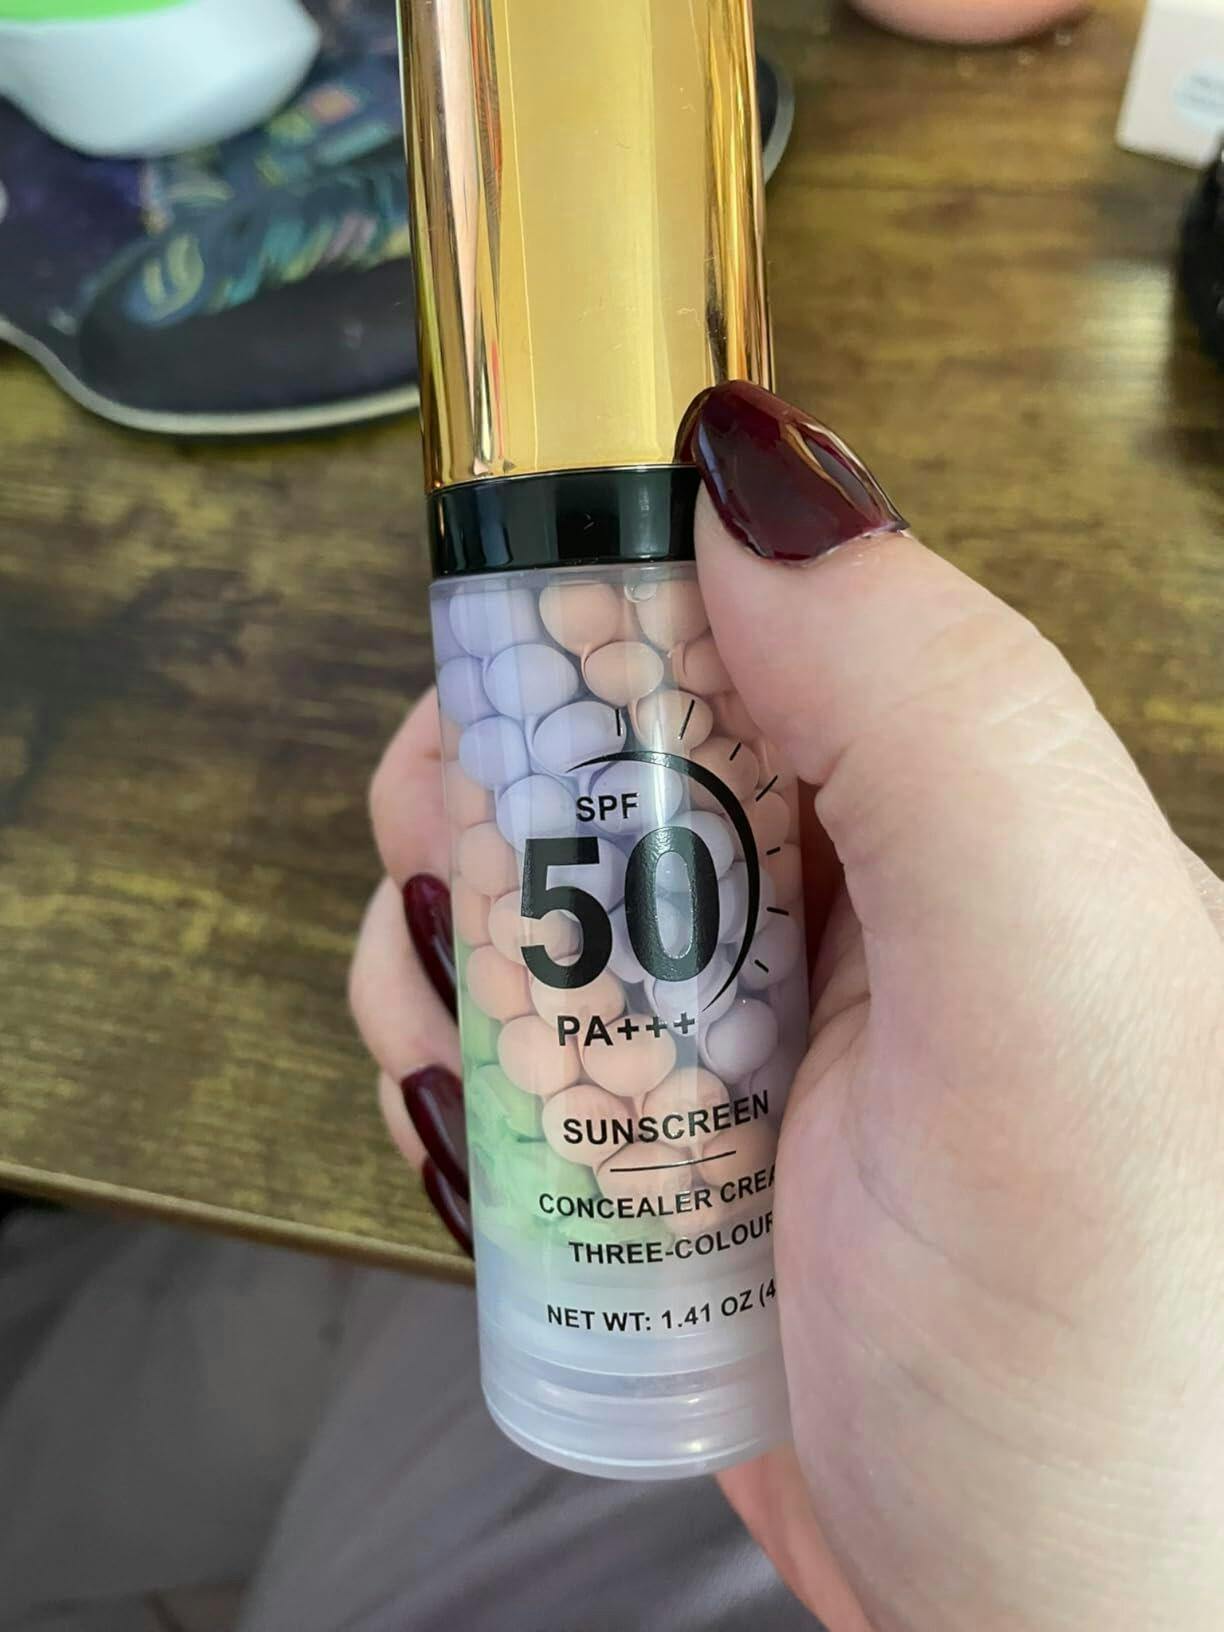 SPF
50
PA+++
SUNSCREEN
CONCEALER CREA
THREE-COLOUR
NET WT: 1.41 OZ (4